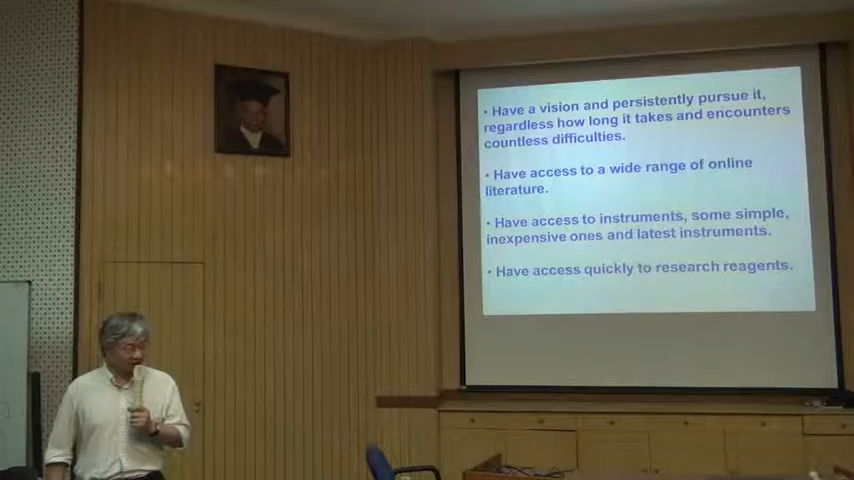 • Have a vision and persistently pursue it,
regardless how long it takes and encounters
countless difficulties.
• Have access to a wide range of online
literature.
• Have access to instruments, some simple,
inexpensive ones and latest instruments.
• Have access quickly to research reagents.